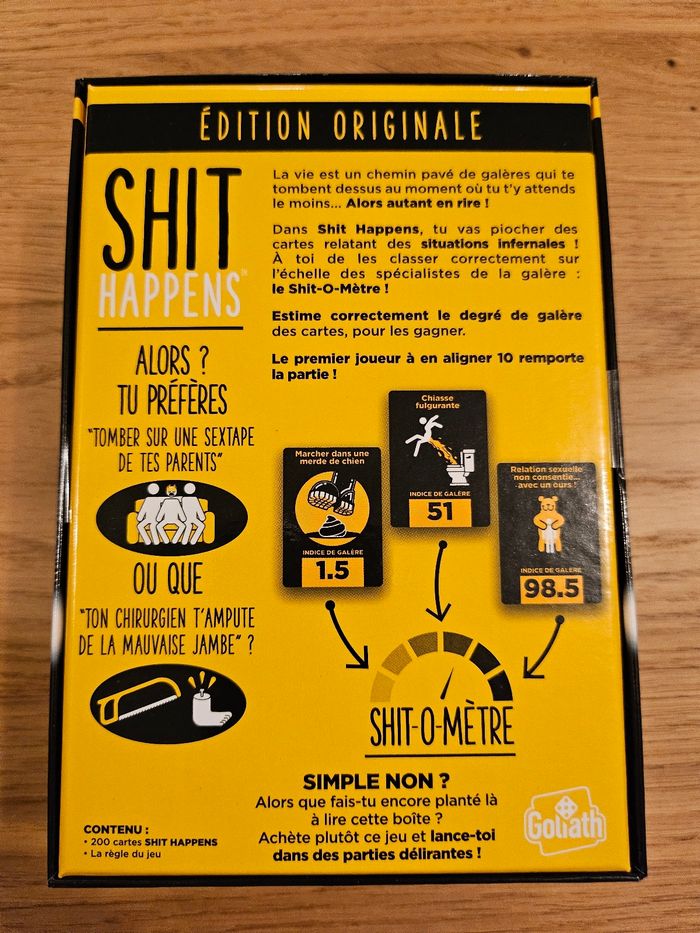 ÉDITION ORIGINALE
SHIT
HAPPENS
La vie est un chemin pavé de galères qui te
tombent dessus au moment où tu t'y attends
le moins... Alors autant en rire !
Dans Shit Happens, tu vas piocher des
cartes relatant des situations infernales !
À toi de les classer correctement sur
l'échelle des spécialistes de la galère :
le Shit-O-Mètre !
Estime correctement le degré de galère
des cartes, pour les gagner.
Le premier joueur à en aligner 10 remporte
la partie !
ALORS ?
TU PRÉFÈRES
"TOMBER SUR UNE SEXTAPE
DE TES PARENTS"
OU QUE
"TON CHIRURGIEN T'AMPUTE
DE LA MAUVAISE JAMBE" ?
Marcher dans une
merde de chien
INDICE DE GALÈRE
1.5
Chiasse
fulgurante
INDICE DE GALÈRE
51
Relation sexuelle
non consentie...
avec un ours !
INDICE DE GALÈRE
98.5
SHIT-O-MÈTRE
SIMPLE NON ?
Alors que fais-tu encore planté là
à lire cette boîte ?
Achète plutôt ce jeu et lance-toi
dans des parties délirantes !
CONTENU :
• 200 cartes SHIT HAPPENS
• La règle du jeu
Goliath